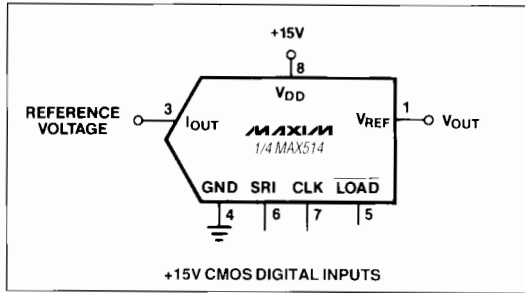 +15V
8
VDD
REFERENCE VOLTAGE
3
IOUT
VREF
1
VOUT
MAXIM
1/4 MAX514
GND SRI CLK LOAD
4 6 7 5
+15V CMOS DIGITAL INPUTS